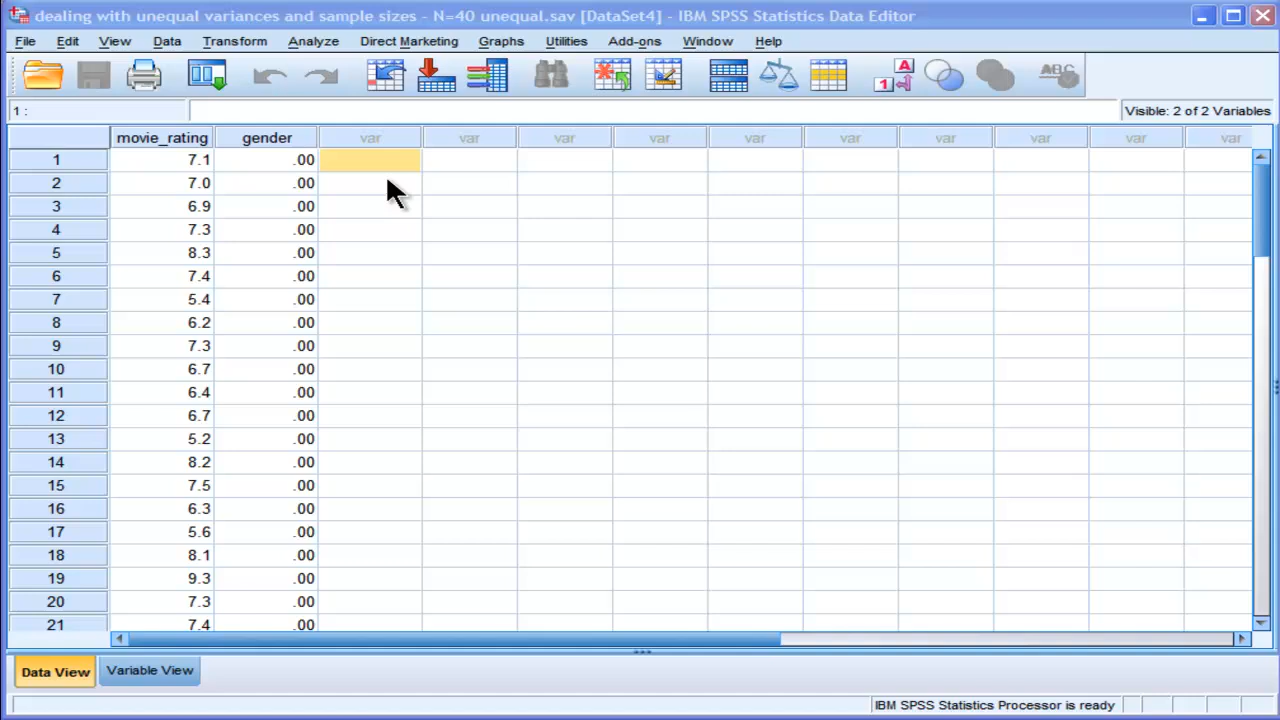 dealing with unequal variances and sample sizes - N=40 unequal.sav [DataSet4] - IBM SPSS Statistics Data Editor
File Edit View Data Transform Analyze Direct Marketing Graphs Utilities Add-ons Window Help
1 A ABC
1 : Visible: 2 of 2 Variables
movie_rating gender var var var var var var var var var var
1 7.1 .00
2 7.0 .00
3 6.9 .00
4 7.3 .00
5 8.3 .00
6 7.4 .00
7 5.4 .00
8 6.2 .00
9 7.3 .00
10 6.7 .00
11 6.4 .00
12 6.7 .00
13 5.2 .00
14 8.2 .00
15 7.5 .00
16 6.3 .00
17 5.6 .00
18 8.1 .00
19 9.3 .00
20 7.3 .00
21 7.4 .00
Data View Variable View
IBM SPSS Statistics Processor is ready